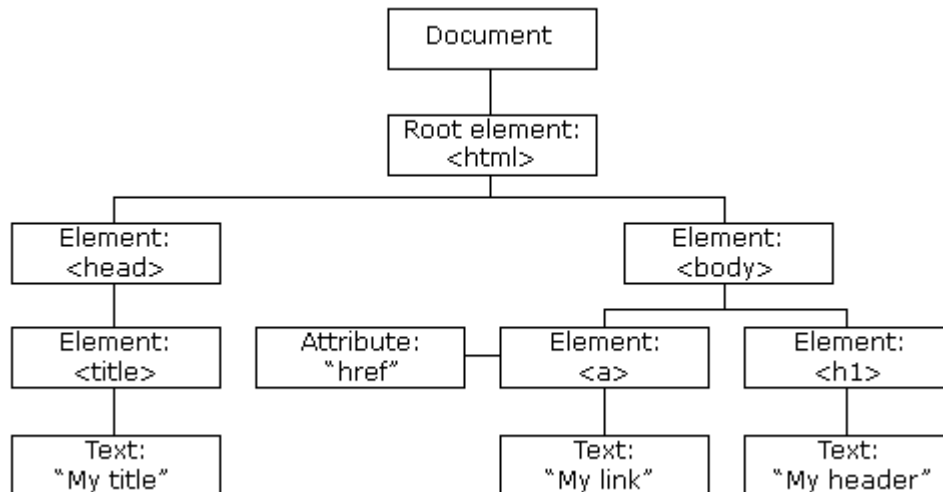 Document
Root element:
<html>
Element:
<head>
Element:
<body>
Element:
<title>
Attribute:
“href”
Element:
<a>
Element:
<h1>
Text:
“My title”
Text:
“My link”
Text:
“My header”